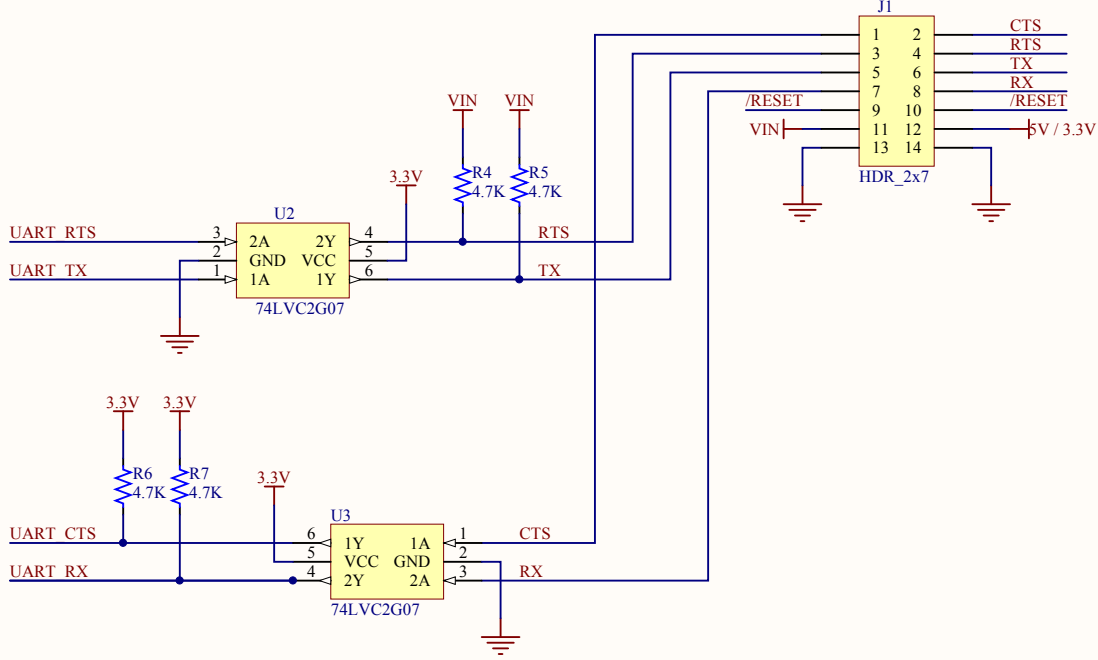 J1
1 2 CTS
3 4 RTS
5 6 TX
7 8 RX
/RESET 9 10 /RESET
VIN 11 12 5V / 3.3V
13 14
HDR_2x7
VIN VIN
R4 R5
4.7K 4.7K
3.3V
U2
UART_RTS 3 2A 2Y 4 RTS
2 GND VCC 5
UART_TX 1 1A 1Y 6 TX
74LVC2G07
3.3V 3.3V
R6 R7
4.7K 4.7K
3.3V
U3
UART_CTS 6 1Y 1A 1 CTS
5 VCC GND 2
UART_RX 4 2Y 2A 3 RX
74LVC2G07